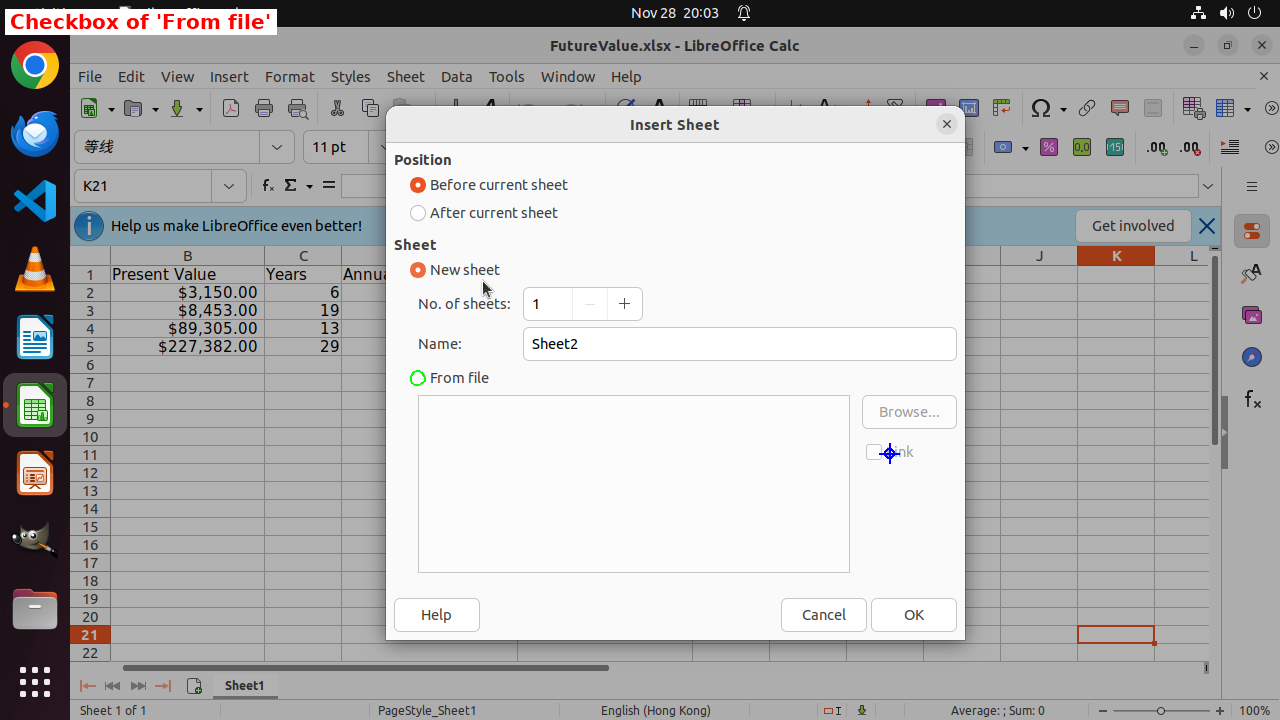 Checkbox of 'From file'
Nov 28 20:03
FutureValue.xlsx - LibreOffice Calc
File Edit View Insert Format Styles Sheet Data Tools Window Help
等线
11 pt
K21
Help us make LibreOffice even better!
Get involved
B C J K L
1 Present Value Years
2 $3,150.00 6
3 $8,453.00 19
4 $89,305.00 13
5 $227,382.00 29
6
7
8
9
10
11
12
13
14
15
16
17
18
19
20
21
22
Insert Sheet
Position
Before current sheet
After current sheet
Sheet
New sheet
No. of sheets: 1
Name: Sheet2
From file
Browse...
Help
Cancel
OK
Sheet1
Sheet 1 of 1
PageStyle_Sheet1
English (Hong Kong)
Average: ; Sum: 0
100%